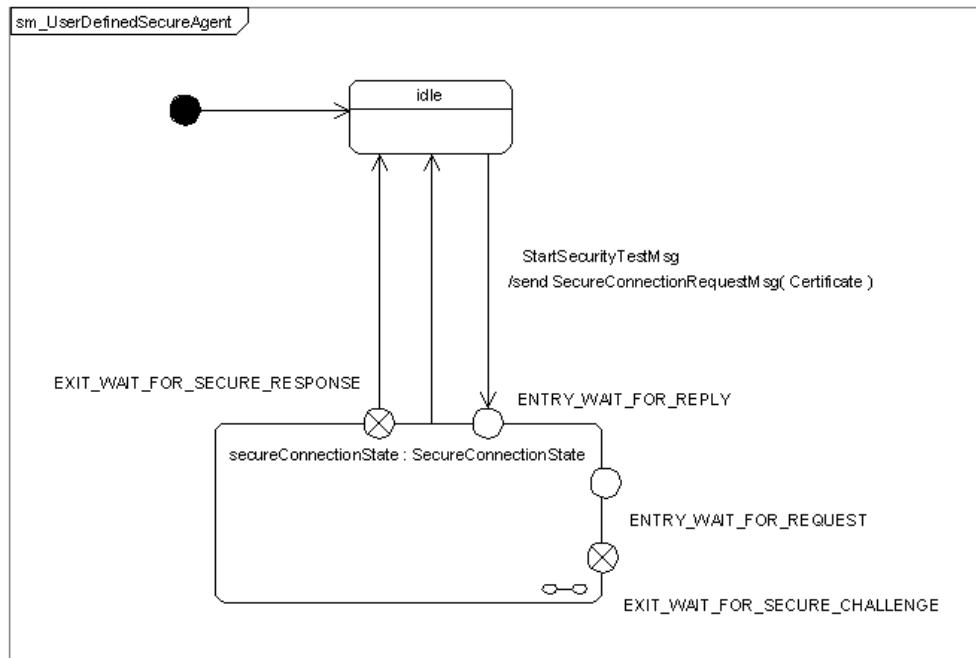 sm_UserDefinedSecureAgent
idle
StartSecurityTestMsg
/send SecureConnectionRequestMsg( Certificate )
EXIT_WAIT_FOR_SECURE_RESPONSE
ENTRY_WAIT_FOR_REPLY
secureConnectionState : SecureConnectionState
ENTRY_WAIT_FOR_REQUEST
EXIT_WAIT_FOR_SECURE_CHALLENGE